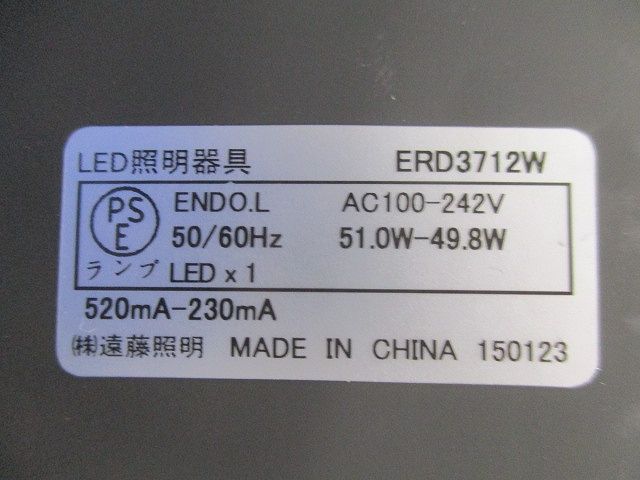 LED照明器具 ERD3712W
PSE ENDO.L AC100-242V
50/60Hz 51.0W-49.8W
ランプ LED x 1
520mA-230mA
㈱遠藤照明 MADE IN CHINA 150123